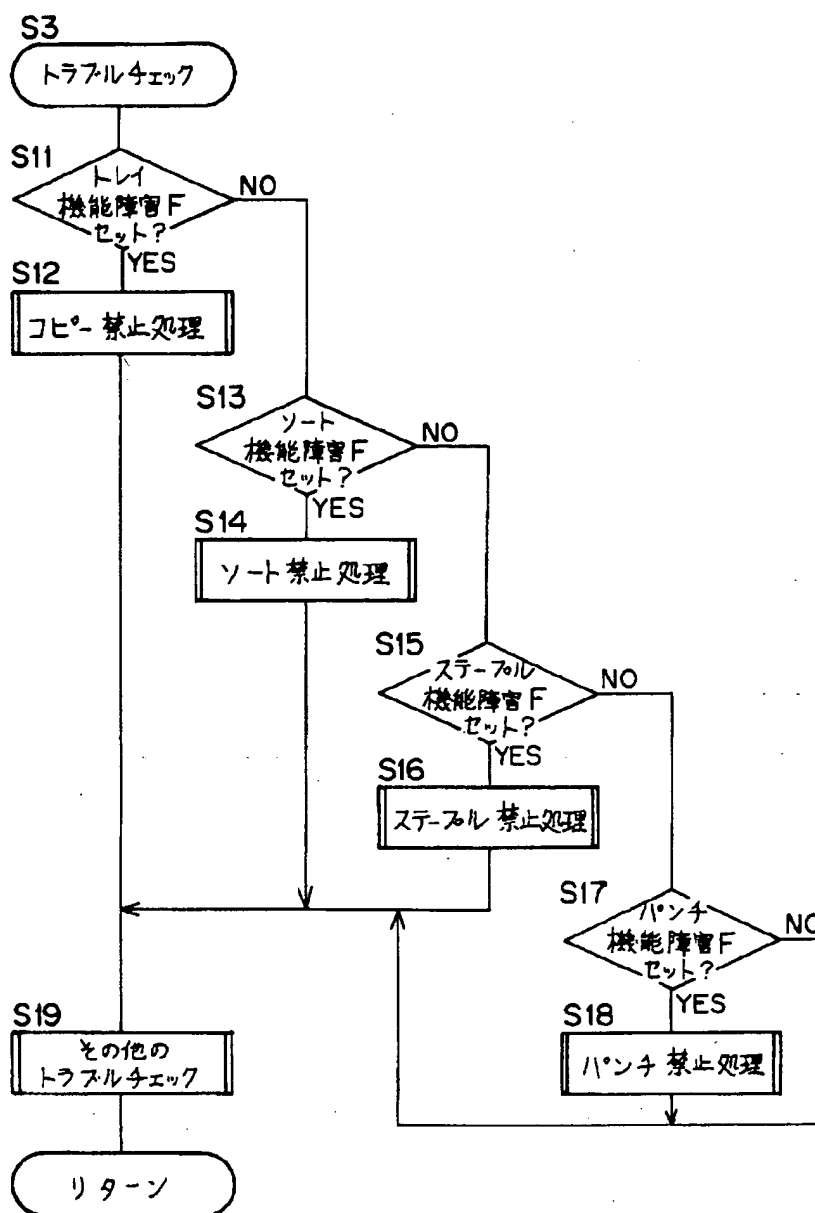 S3
トラブルチェック
S11
トレイ
機能障害F
セット?
NO
YES
S12
コピー禁止処理
S13
ソート
機能障害F
セット?
NO
YES
S14
ソート禁止処理
S15
ステープル
機能障害F
セット?
NO
YES
S16
ステープル禁止処理
S17
パンチ
機能障害F
セット?
NO
YES
S18
パンチ禁止処理
S19
その他の
トラブルチェック
リターン